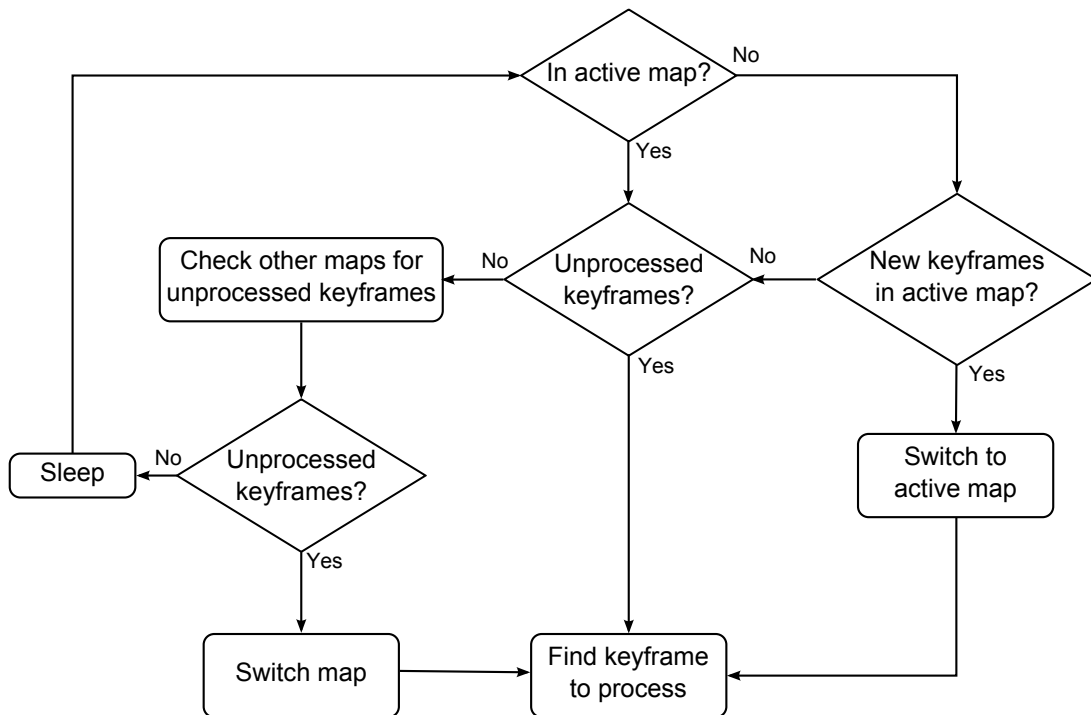 In active map?
No
Yes
Check other maps for
unprocessed keyframes
No
Unprocessed
keyframes?
No
New keyframes
in active map?
Yes
Yes
Sleep
No
Unprocessed
keyframes?
Switch to
active map
Yes
Switch map
Find keyframe
to process